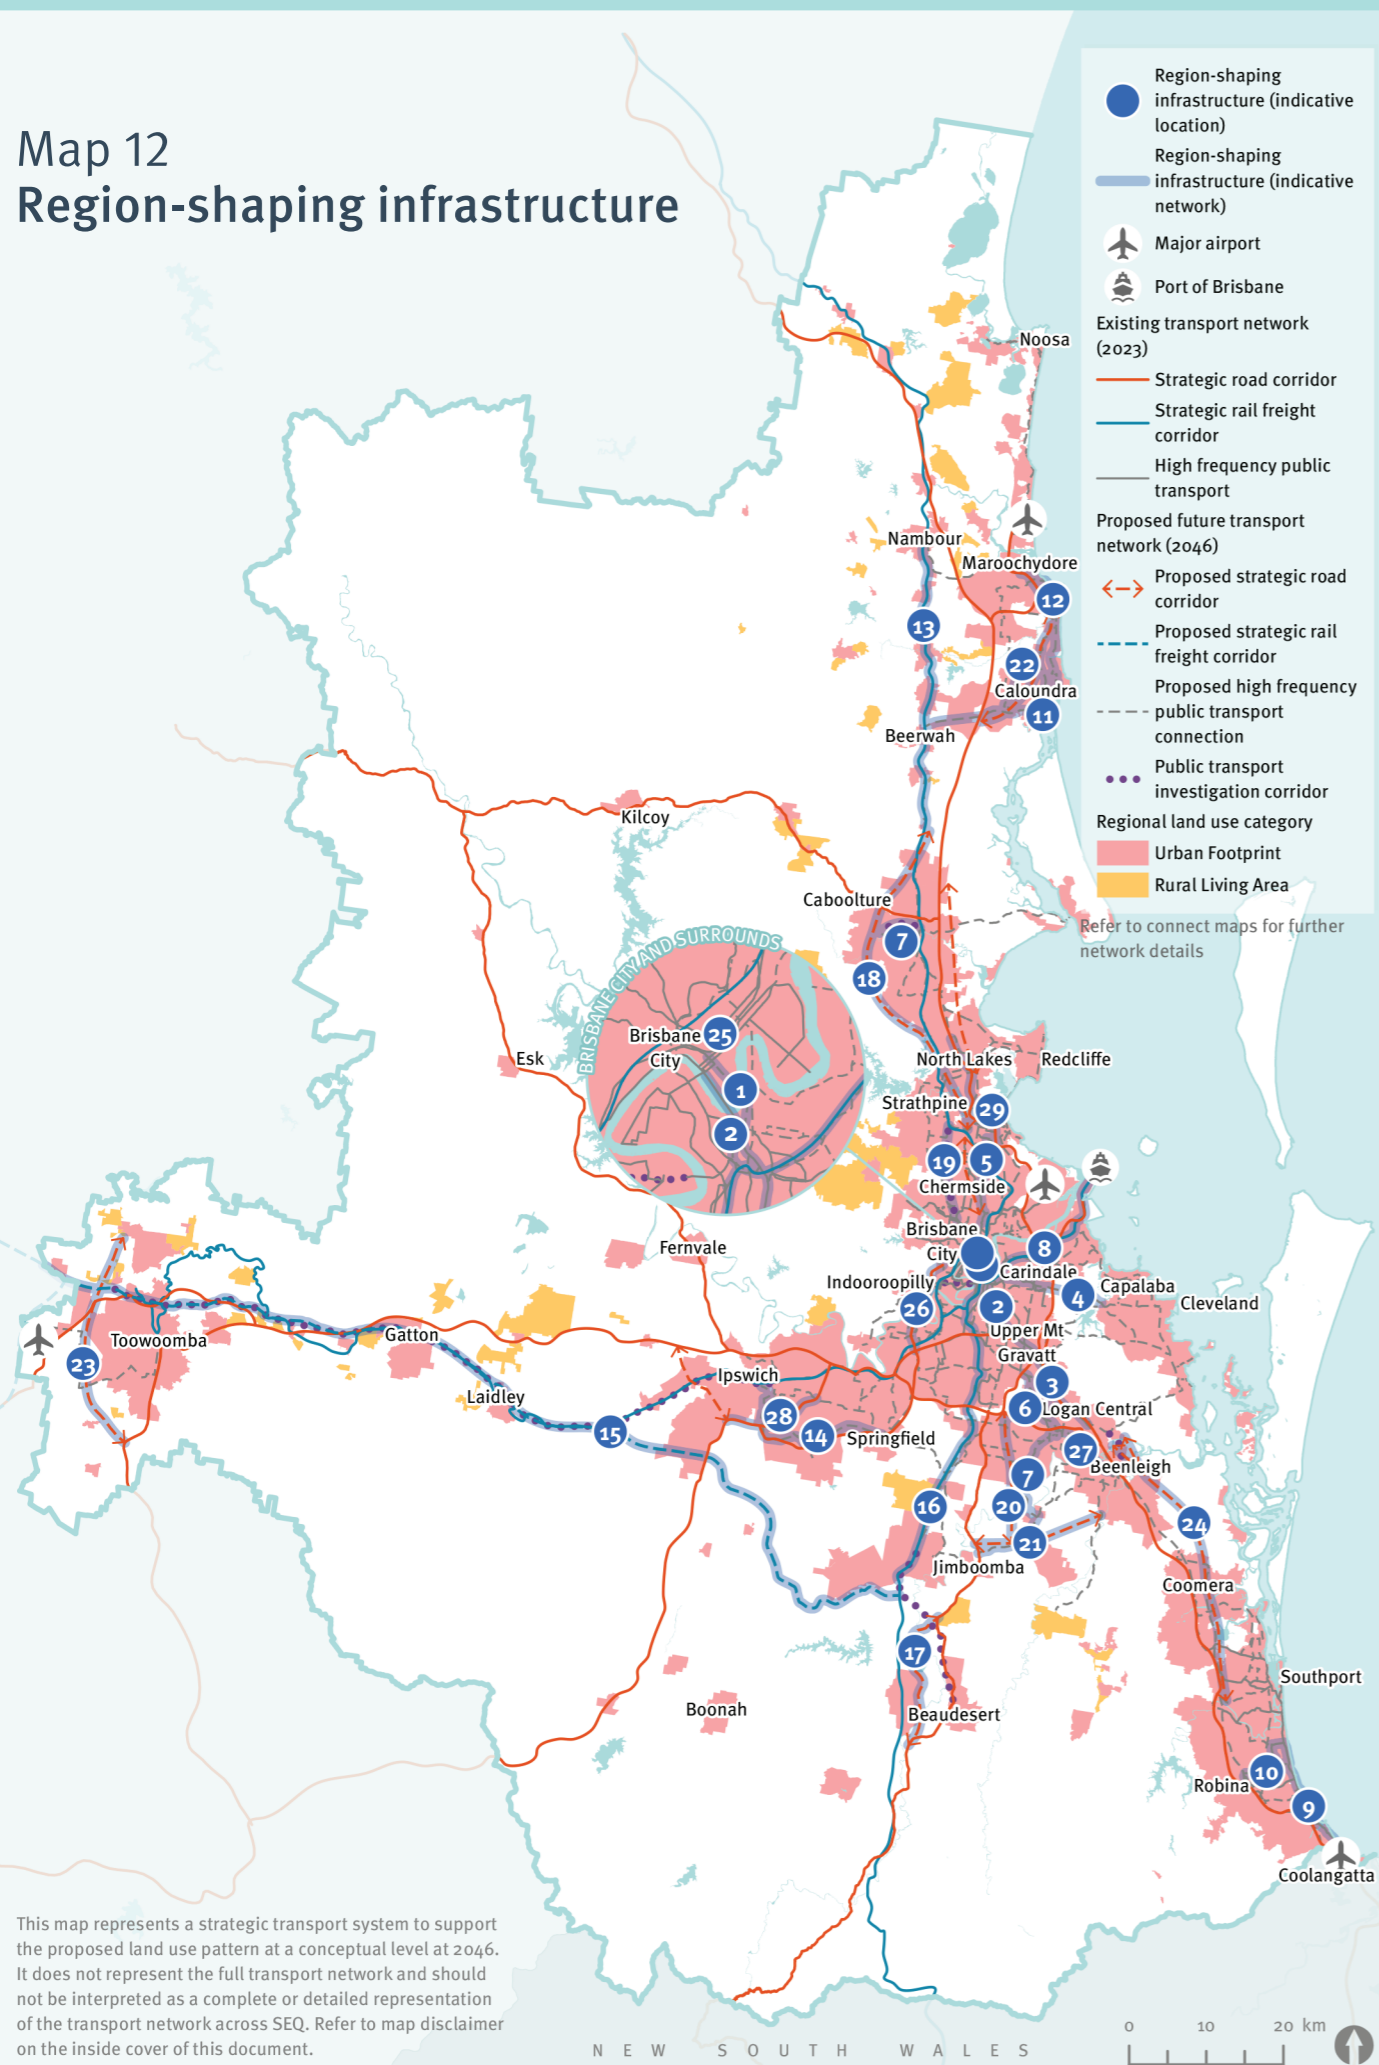 Map 12
Region-shaping infrastructure
Region-shaping
infrastructure (indicative
location)
Region-shaping
infrastructure (indicative
network)
Major airport
Port of Brisbane
Existing transport network
(2023)
Strategic road corridor
Strategic rail freight
corridor
High frequency public
transport
Proposed future transport
network (2046)
Proposed strategic road
corridor
Proposed strategic rail
freight corridor
Proposed high frequency
public transport
connection
Public transport
investigation corridor
Regional land use category
Urban Footprint
Rural Living Area
Refer to connect maps for further
network details
Noosa
Nambour
Maroochydore
12
13
22
Caloundra
11
Beerwah
Kilcoy
Caboolture
7
18
BRISBANE CITY AND SURROUNDS
Brisbane
City
25
1
2
Esk
North Lakes
Redcliffe
Strathpine
29
19
5
Chermside
Brisbane
City
8
Fernvale
Indooroopilly
Carindale
Capalaba
26
2
4
Cleveland
Upper Mt
Gravatt
Toowoomba
Gatton
23
Ipswich
3
Laidley
28
6
Logan Central
15
14
Springfield
27
Beenleigh
7
16
20
24
21
Jimboomba
Coomera
17
Southport
Boonah
Beaudesert
10
Robina
9
Coolangatta
This map represents a strategic transport system to support
the proposed land use pattern at a conceptual level at 2046.
It does not represent the full transport network and should
not be interpreted as a complete or detailed representation
of the transport network across SEQ. Refer to map disclaimer
on the inside cover of this document.
NEW SOUTH WALES
0 10 20 km